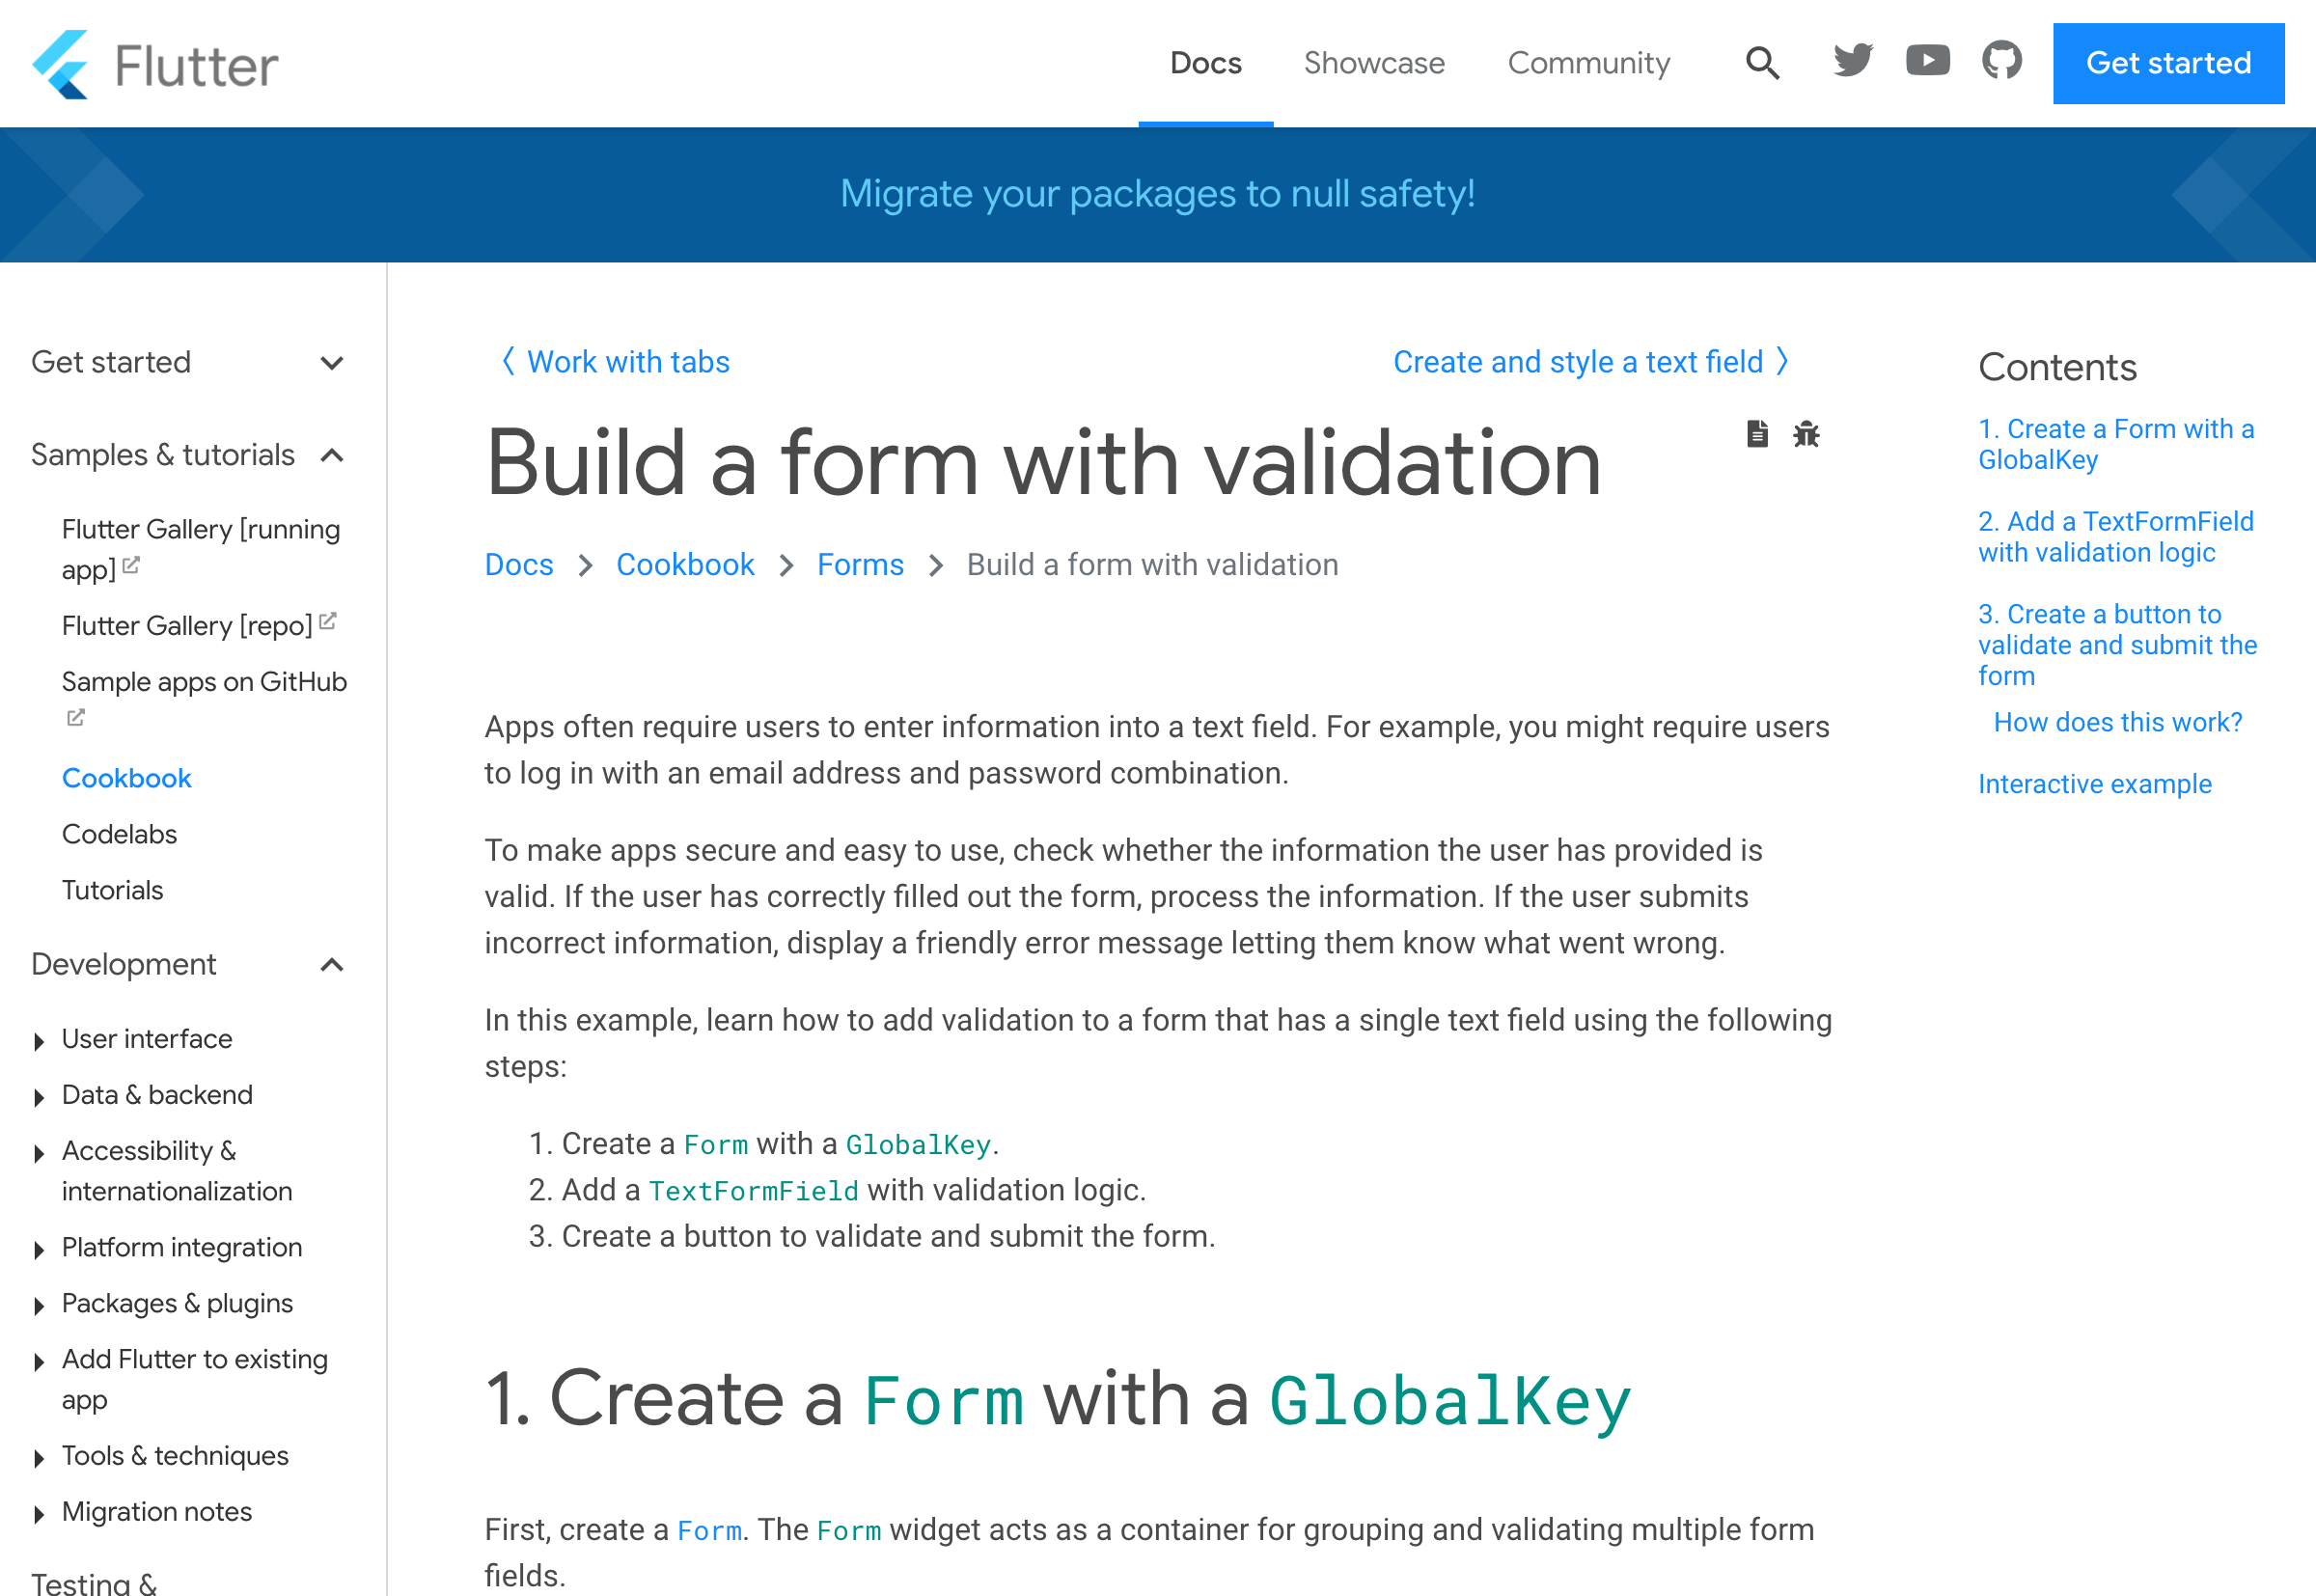 Flutter
Docs
Showcase
Community
Get started
Migrate your packages to null safety!
Get started
Samples & tutorials
Flutter Gallery [running
app]
Flutter Gallery [repo]
Sample apps on GitHub
Cookbook
Codelabs
Tutorials
Development
User interface
Data & backend
Accessibility &
internationalization
Platform integration
Packages & plugins
Add Flutter to existing
app
Tools & techniques
Migration notes
Testing &
〈 Work with tabs
Create and style a text field 〉
Build a form with validation
Docs > Cookbook > Forms > Build a form with validation
Apps often require users to enter information into a text field. For example, you might require users
to log in with an email address and password combination.
To make apps secure and easy to use, check whether the information the user has provided is
valid. If the user has correctly filled out the form, process the information. If the user submits
incorrect information, display a friendly error message letting them know what went wrong.
In this example, learn how to add validation to a form that has a single text field using the following
steps:
1. Create a Form with a GlobalKey.
2. Add a TextFormField with validation logic.
3. Create a button to validate and submit the form.
1. Create a Form with a GlobalKey
First, create a Form. The Form widget acts as a container for grouping and validating multiple form
fields.
Contents
1. Create a Form with a
GlobalKey
2. Add a TextFormField
with validation logic
3. Create a button to
validate and submit the
form
How does this work?
Interactive example